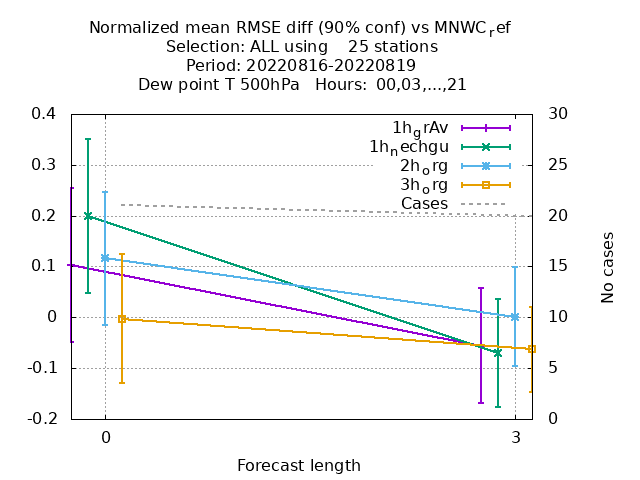 Normalized mean RMSE diff (90% conf) vs MNWC_ref
Selection: ALL using    25 stations
Period: 20220816-20220819
Dew point T 500hPa   Hours: 00,03,...,21
0.4
0.3
0.2
0.1
0
-0.1
-0.2
30
25
20
15
10
5
0
1h_grAv
1h_nechgu
2h_org
3h_org
Cases
No cases
0
3
Forecast length